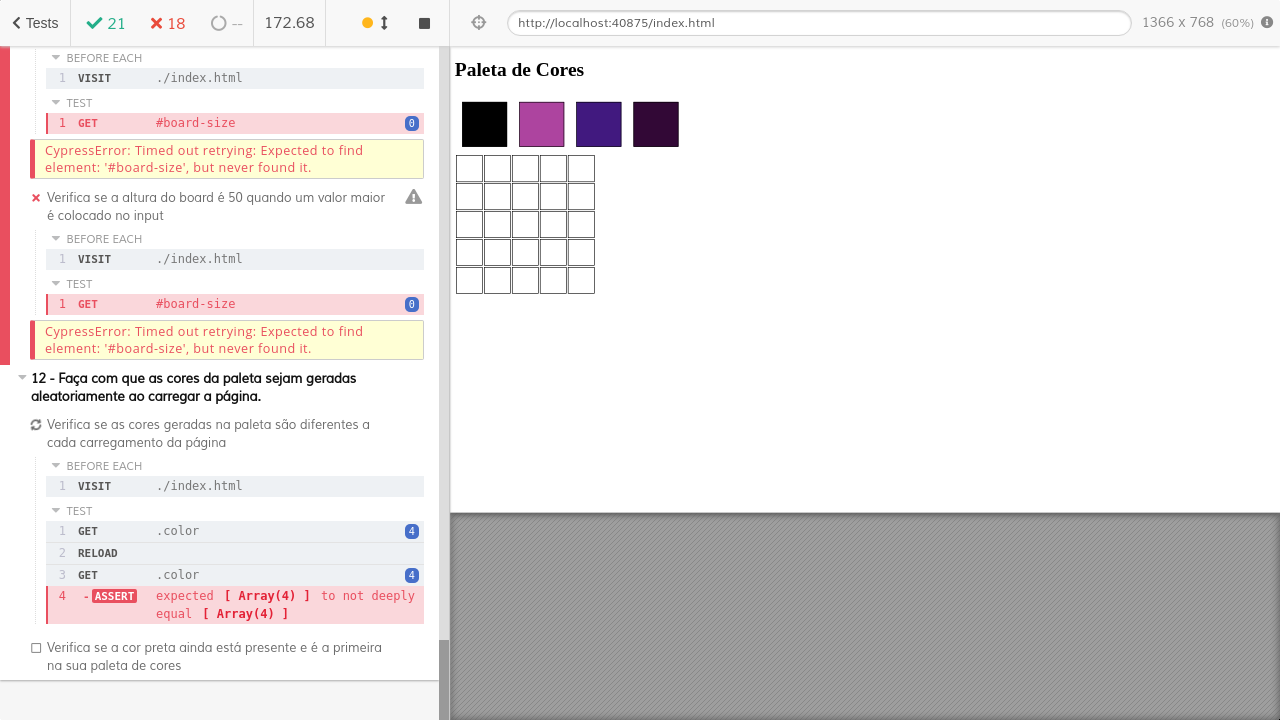 Tests
21
18
--
172.68
http://localhost:40875/index.html
1366 x 768 (60%)
BEFORE EACH
1 VISIT ./index.html
TEST
1 GET #board-size 0
CypressError: Timed out retrying: Expected to find
element: '#board-size', but never found it.
Verifica se a altura do board é 50 quando um valor maior
é colocado no input
BEFORE EACH
1 VISIT ./index.html
TEST
1 GET #board-size 0
CypressError: Timed out retrying: Expected to find
element: '#board-size', but never found it.
12 - Faça com que as cores da paleta sejam geradas
aleatoriamente ao carregar a página.
Verifica se as cores geradas na paleta são diferentes a
cada carregamento da página
BEFORE EACH
1 VISIT ./index.html
TEST
1 GET .color 4
2 RELOAD
3 GET .color 4
4 -ASSERT expected [ Array(4) ] to not deeply
equal [ Array(4) ]
Verifica se a cor preta ainda está presente e é a primeira
na sua paleta de cores
Paleta de Cores